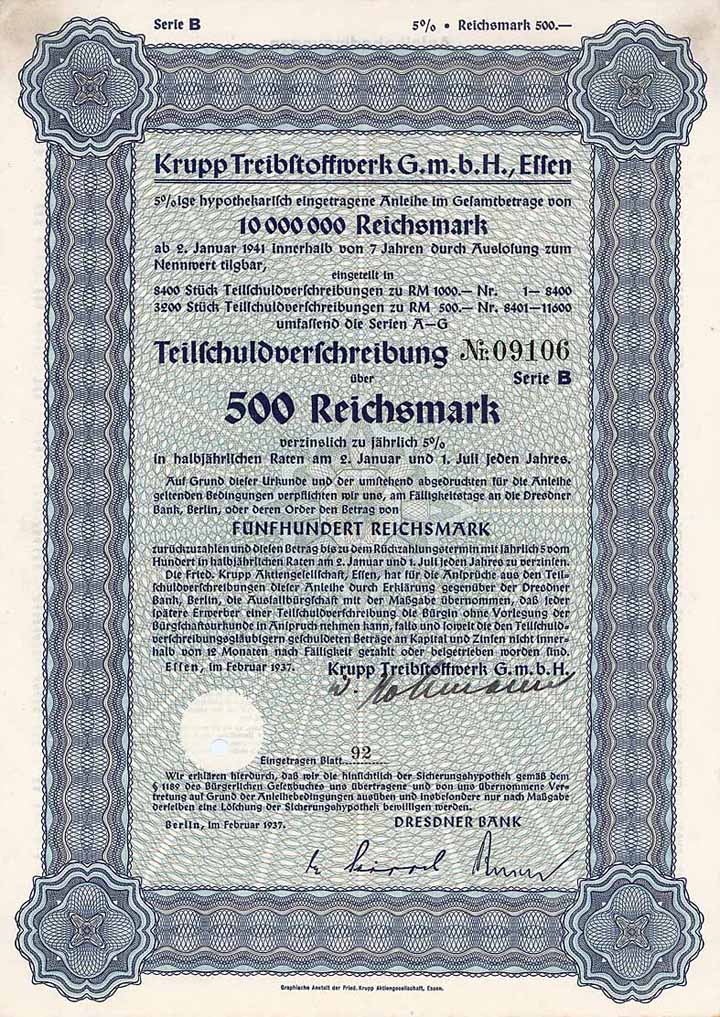 Serie B 5% • Reichsmark 500.—
Krupp Treibstoffwerk G.m.b.H., Essen
5%ige hypothekarisch eingetragene Anleihe im Gesamtbetrage von
10 000 000 Reichsmark
ab 2. Januar 1941 innerhalb von 7 Jahren durch Auslosung zum
Nennwert tilgbar,
eingeteilt in
8400 Stück Teilschuldverschreibungen zu RM 1000.— Nr. 1—8400
3200 Stück Teilschuldverschreibungen zu RM 500.— Nr. 8401—11600
umfassend die Serien A—G
Teilschuldverschreibung Nr. 09106
über Serie B
500 Reichsmark
verzinslich zu jährlich 5%
in halbjährlichen Raten am 2. Januar und 1. Juli jeden Jahres.
Auf Grund dieser Urkunde und der umstehend abgedruckten für die Anleihe
geltenden Bedingungen verpflichten wir uns, am Fälligkeitstage an die Dresdner
Bank, Berlin, oder deren Order den Betrag von
FÜNFHUNDERT REICHSMARK
zurückzuzahlen und diesen Betrag bis zu dem Rückzahlungstermin mit jährlich 5 vom
Hundert in halbjährlichen Raten am 2. Januar und 1. Juli jeden Jahres zu verzinsen.
Die Fried. Krupp Aktiengesellschaft, Essen, hat für die Ansprüche aus den Teil-
schuldverschreibungen dieser Anleihe durch Erklärung gegenüber der Dresdner
Bank, Berlin, die Ausfallbürgschaft mit der Maßgabe übernommen, daß jeder
spätere Erwerber einer Teilschuldverschreibung die Bürgin ohne Vorlegung der
Bürgschaftsurkunde in Anspruch nehmen kann, falls und soweit die den Teilschuld-
verschreibungsgläubigern geschuldeten Beträge an Kapital und Zinsen nicht inner-
halb von 12 Monaten nach Fälligkeit gezahlt oder beigetrieben worden sind.
Essen, im Februar 1937. Krupp Treibstoffwerk G.m.b.H.
Eingetragen Blatt 92
Wir erklären hierdurch, daß wir die hinsichtlich der Sicherungshypothek gemäß dem
§ 1189 des Bürgerlichen Gesetzbuches uns übertragene und von uns übernommene Ver-
tretung auf Grund der Anleihebedingungen ausüben und insbesondere nur nach Maßgabe
derselben eine Löschung der Sicherungshypothek bewilligen werden.
Berlin, im Februar 1937. DRESDNER BANK
Graphische Anstalt der Fried. Krupp Aktiengesellschaft, Essen.